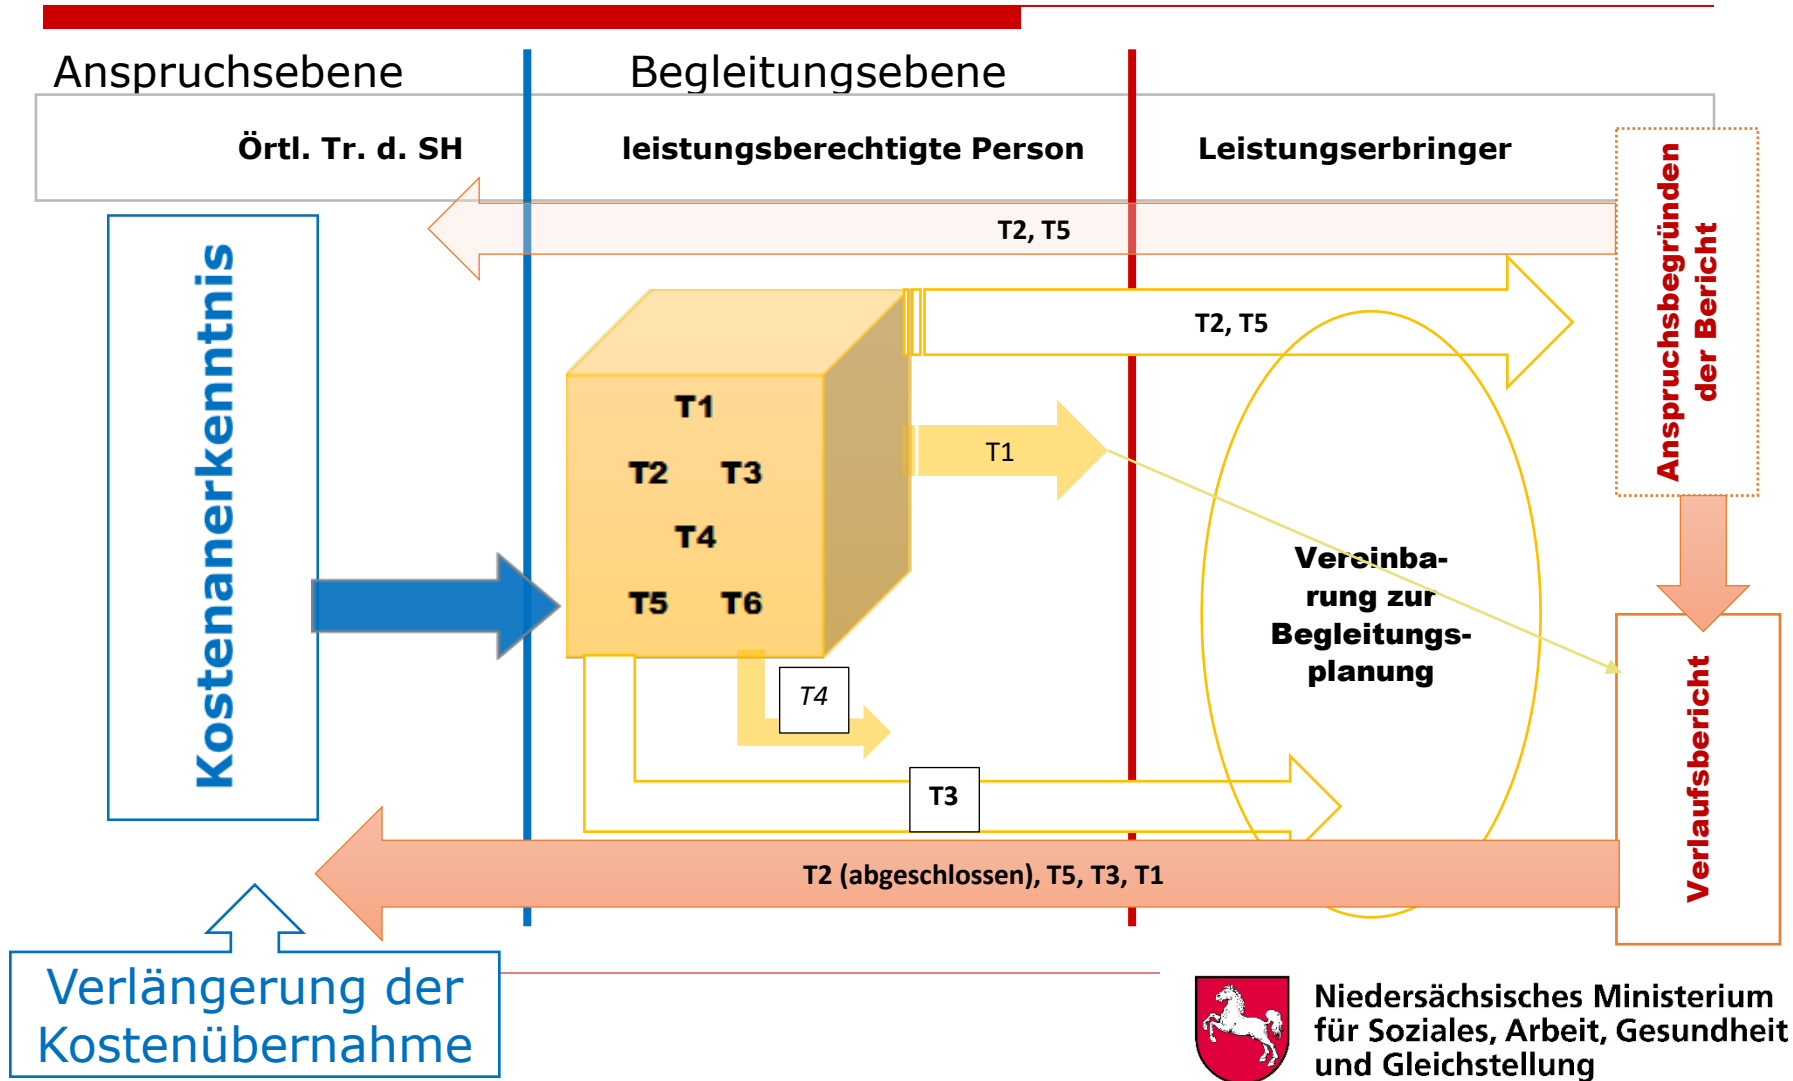 Anspruchsebene
Begleitungsebene
Örtl. Tr. d. SH
leistungsberechtigte Person
Leistungserbringer
Anspruchsbegründen
der Bericht
T2, T5
Kostenanerkenntnis
T2, T5
T1
T2 T3
T4
T5 T6
T1
Vereinba-
rung zur
Begleitungs-
planung
T4
T3
Verlaufsbericht
T2 (abgeschlossen), T5, T3, T1
Verlängerung der
Kostenübernahme
Niedersächsisches Ministerium
für Soziales, Arbeit, Gesundheit
und Gleichstellung